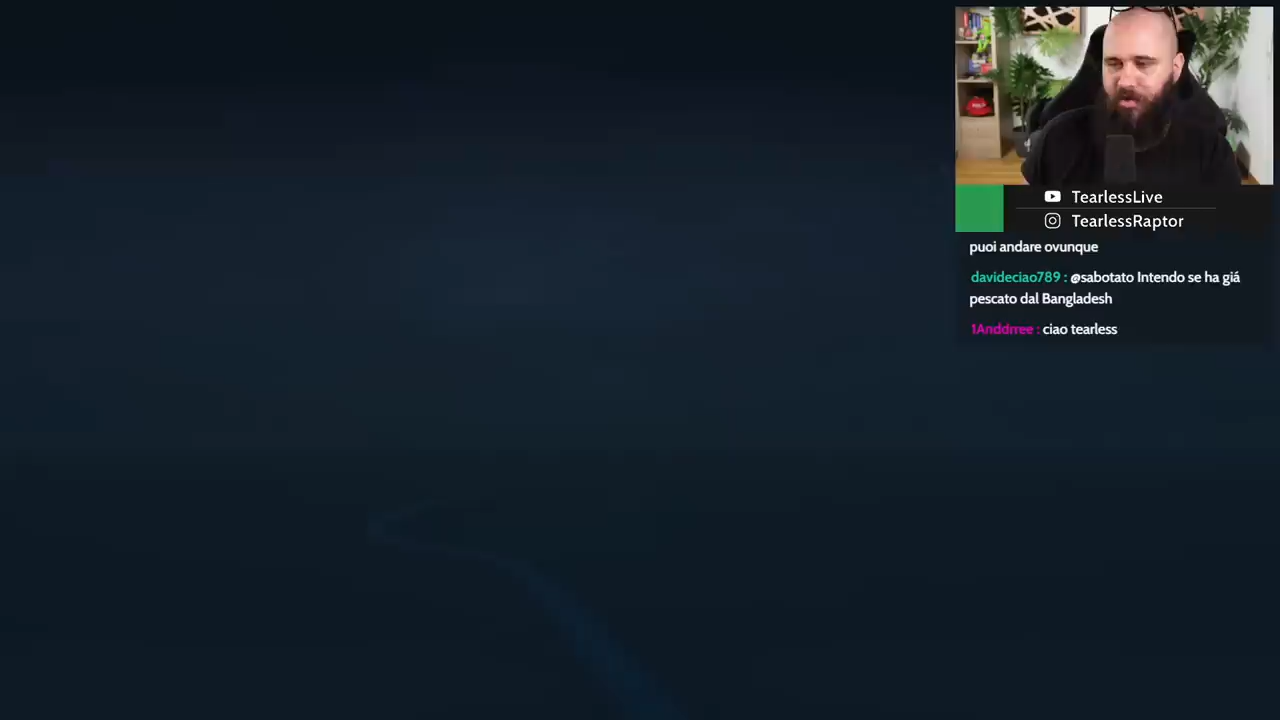 TearlessLive
TearlessRaptor
puoi andare ovunque
davideciao789 : @sabotato Intendo se ha giá
pescato dal Bangladesh
1Anddrree : ciao tearless